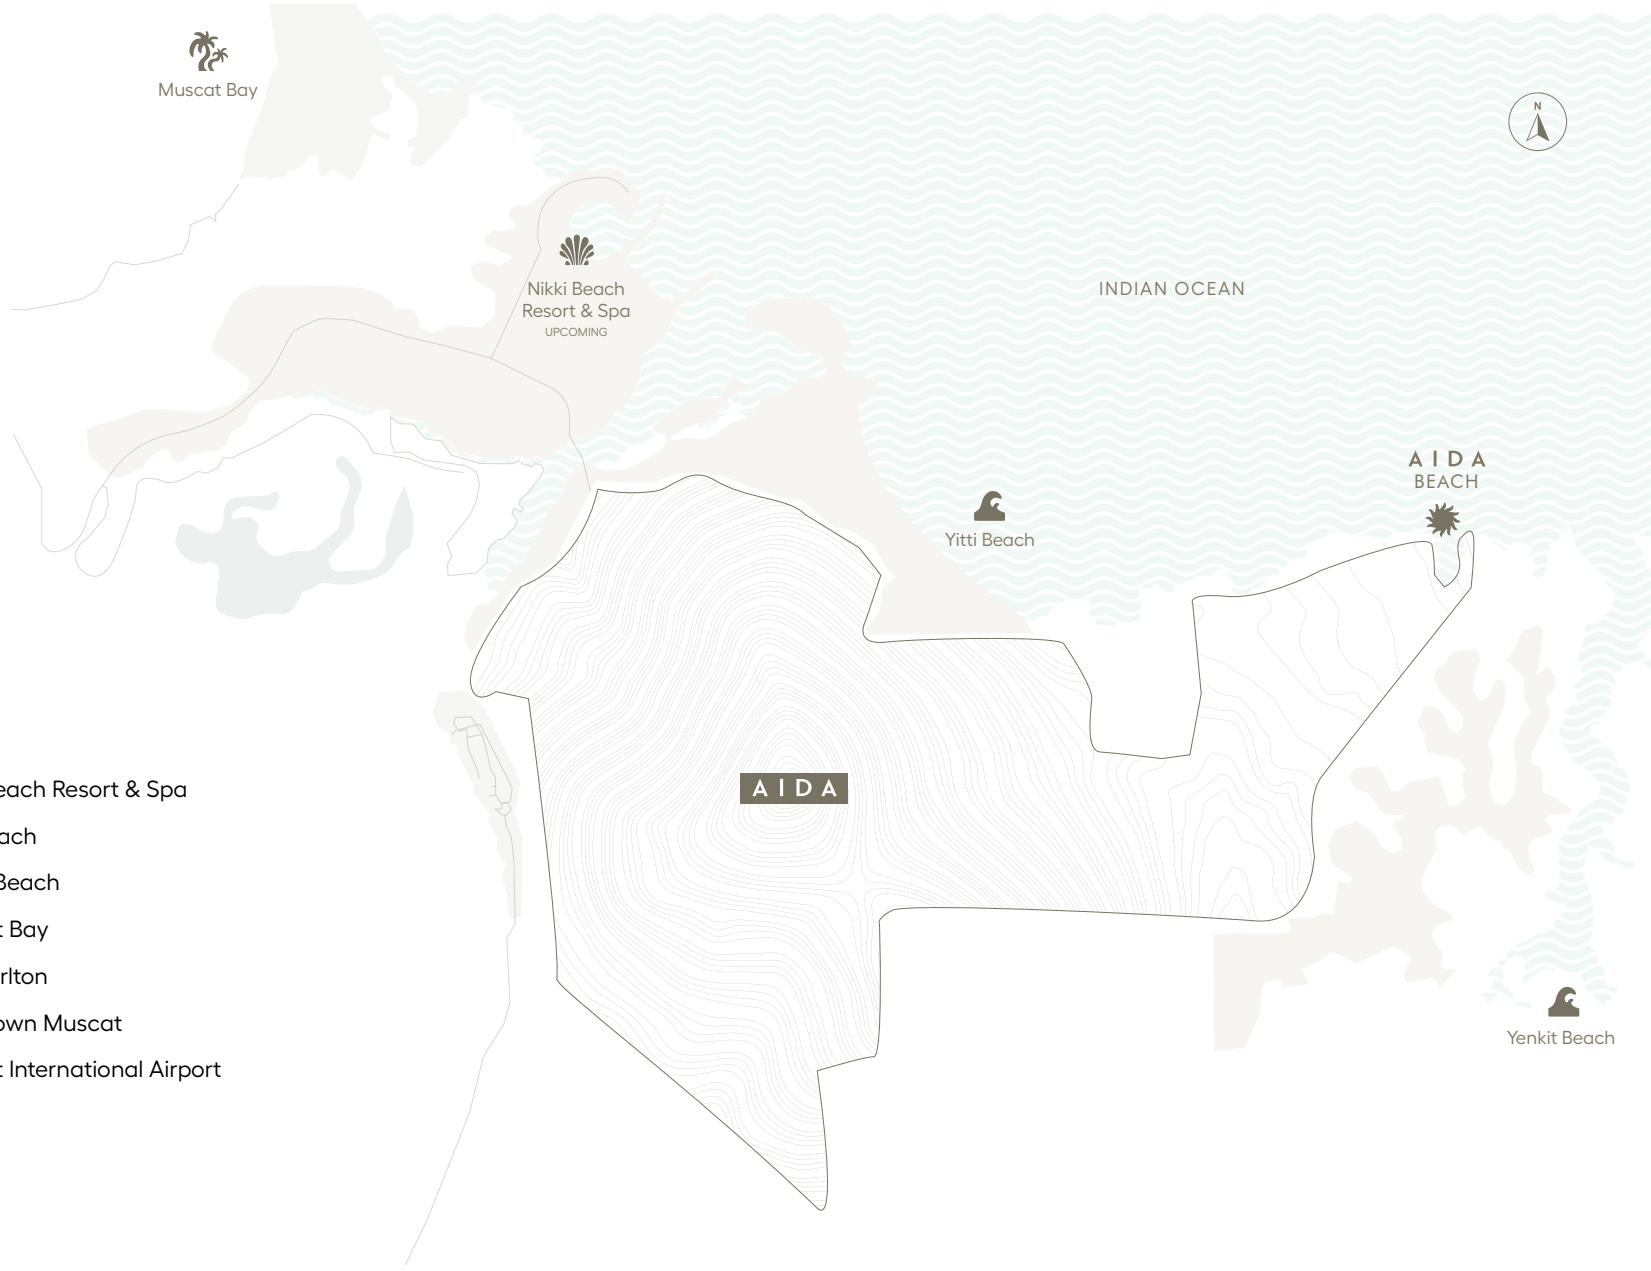 Muscat Bay
N
Nikki Beach
Resort & Spa
UPCOMING
INDIAN OCEAN
AIDA
BEACH
Yitti Beach
AIDA
each Resort & Spa
ach
Beach
t Bay
rlton
own Muscat
t International Airport
Yenkit Beach